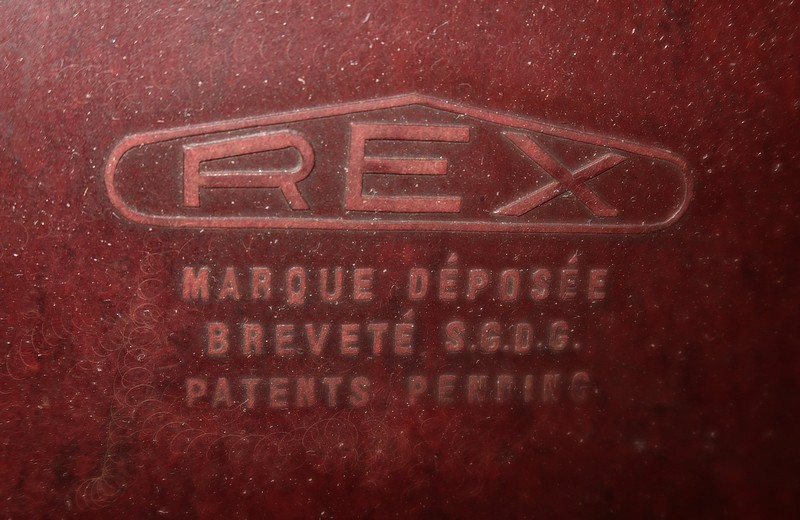 REX
MARQUE DÉPOSÉE
BREVETÉ S.G.D.G.
PATENTS PENDING